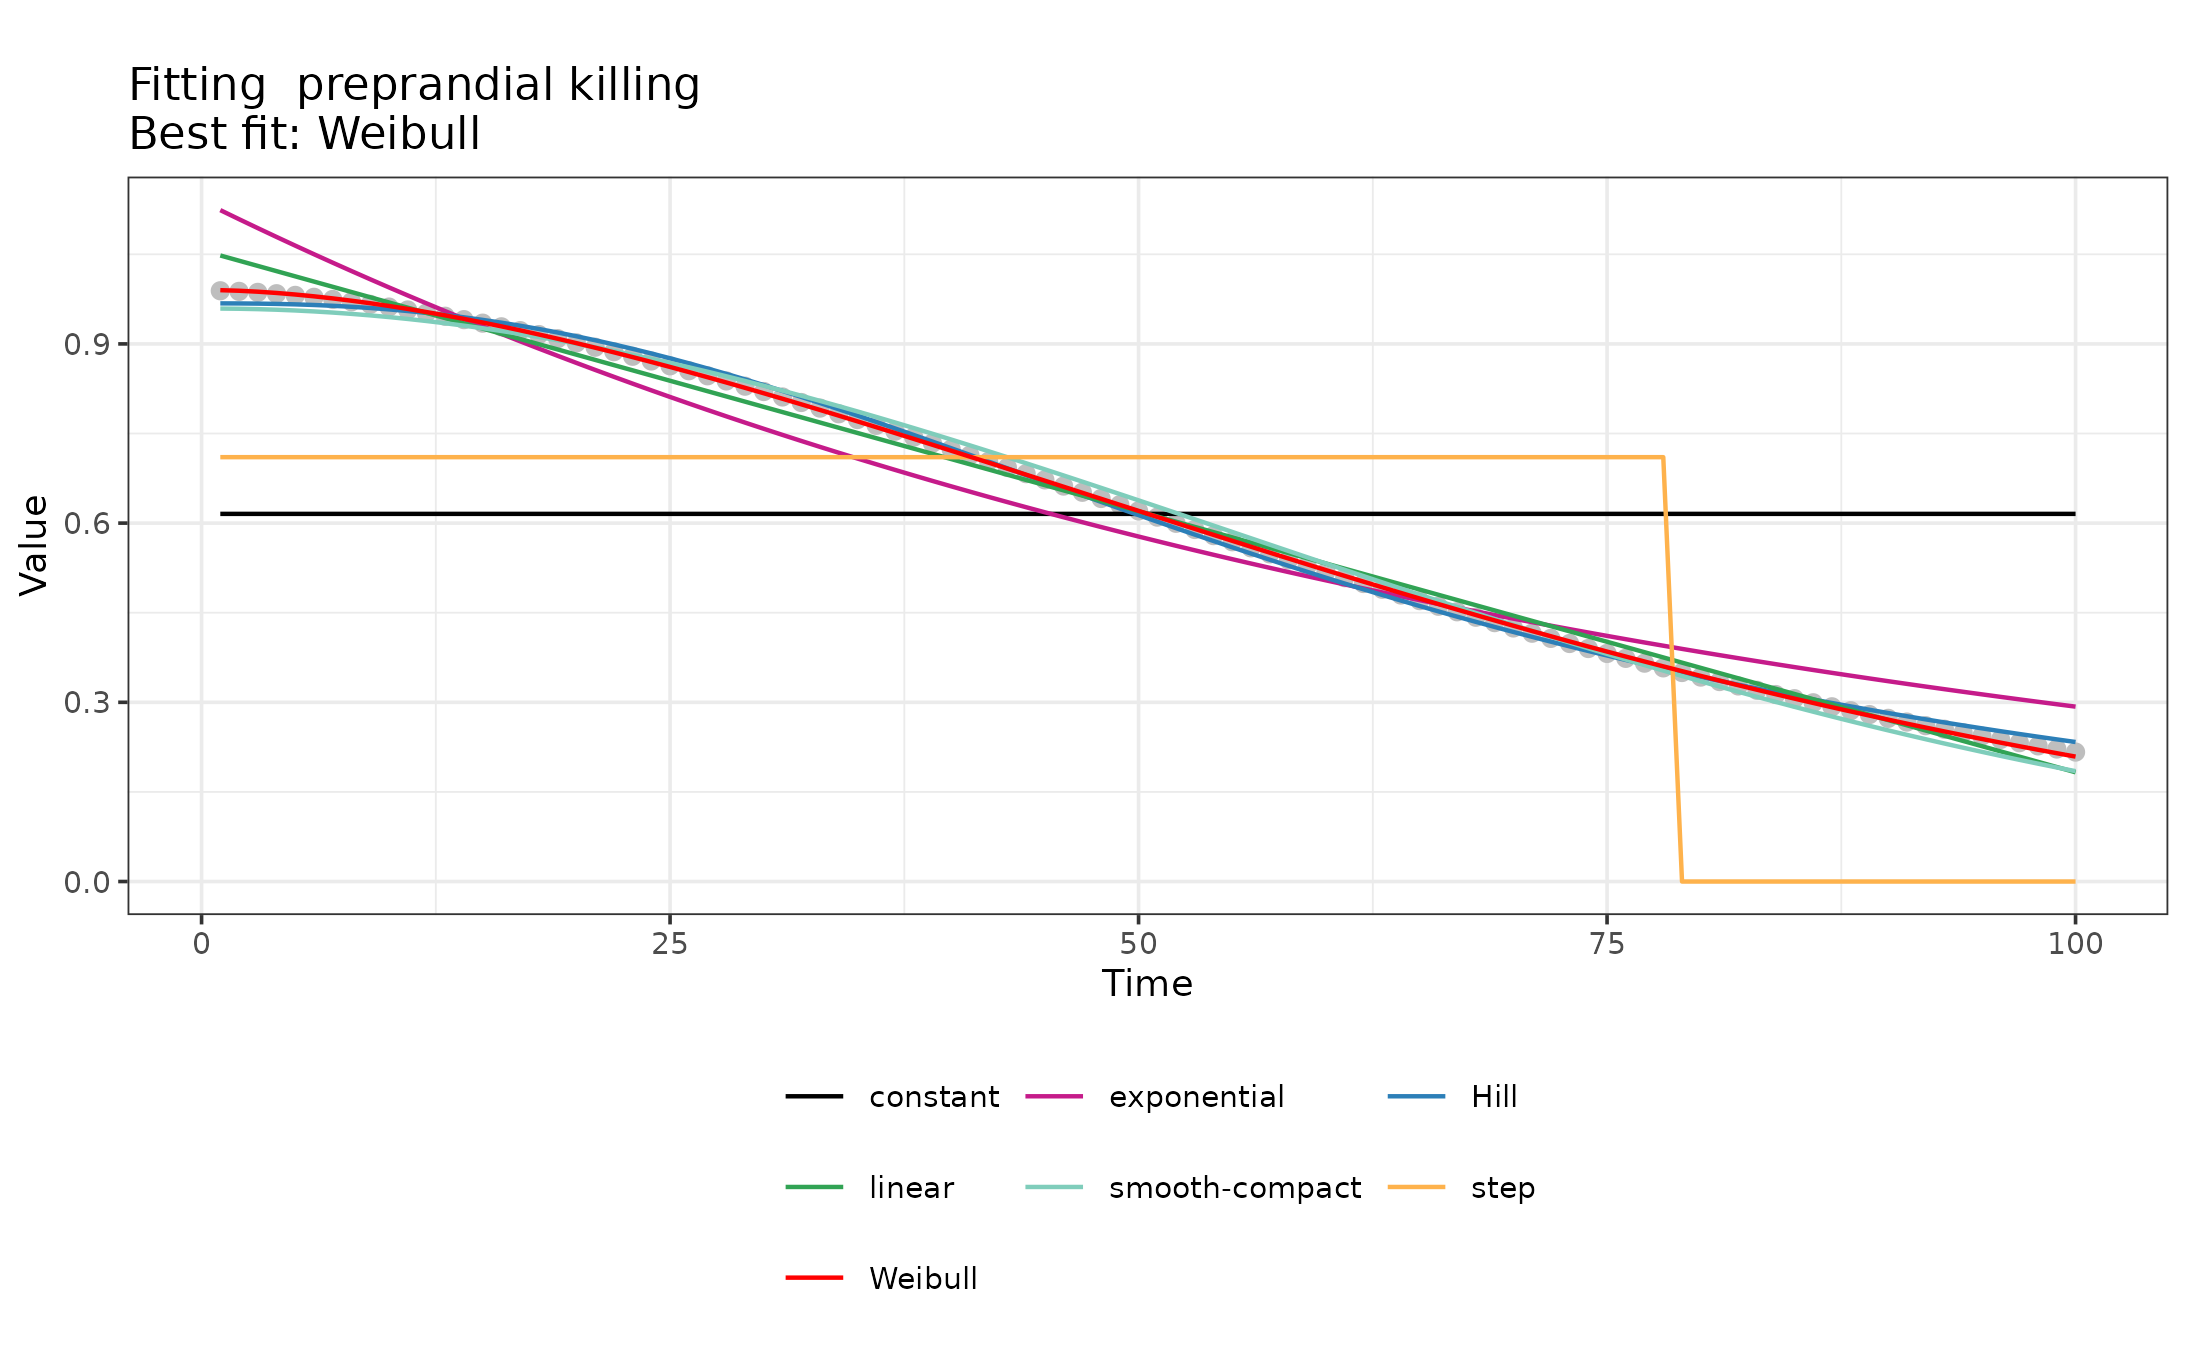 Fitting  preprandial killing
Best fit: Weibull
Value
0.9
0.6
0.3
0.0
0 25 50 75 100
Time
constant exponential Hill
linear smooth-compact step
Weibull